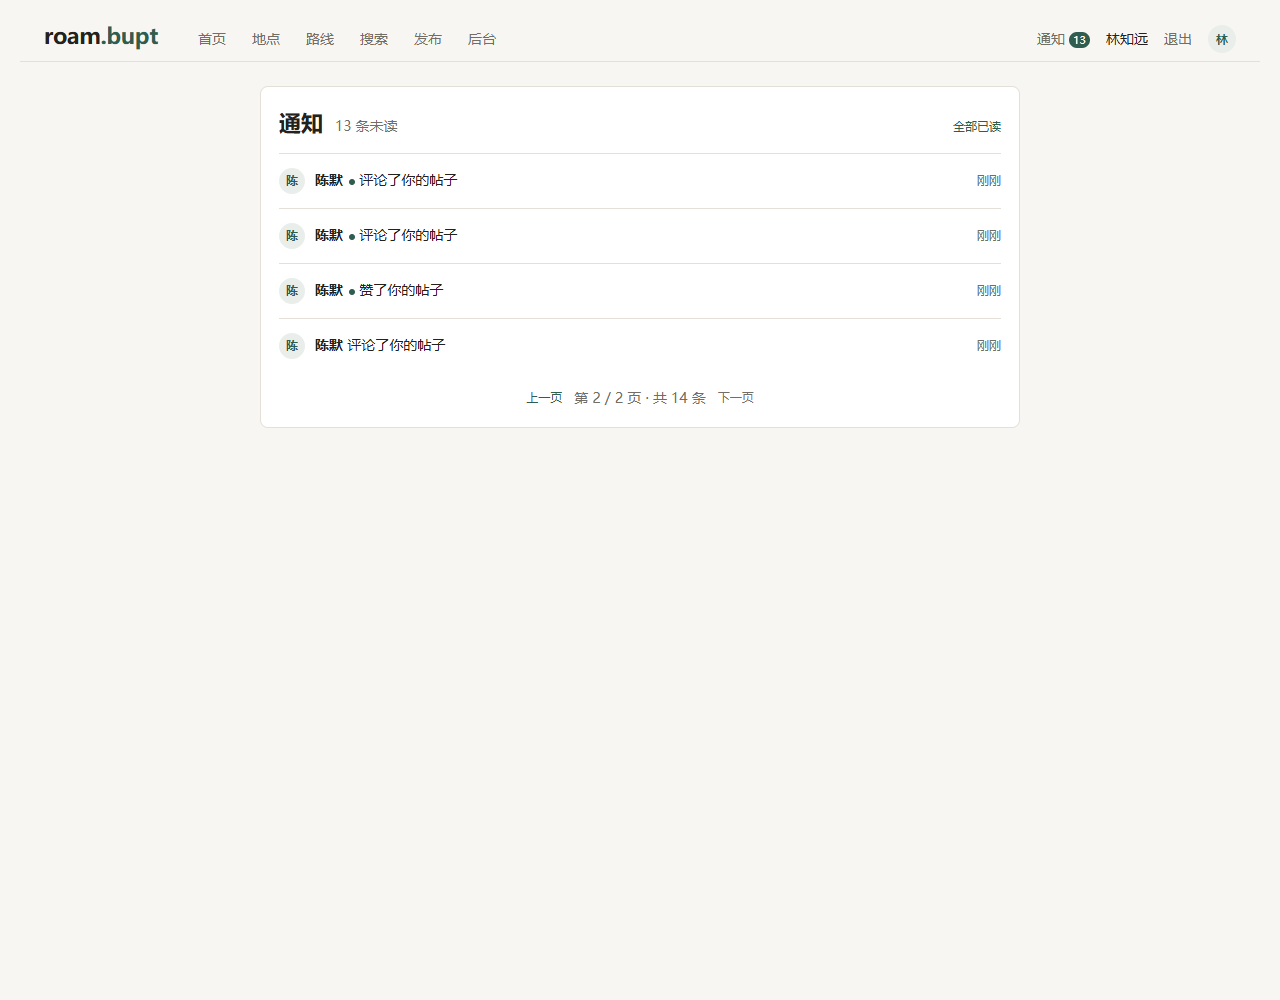 roam.bupt 首页 地点 路线 搜索 发布 后台 通知 13 林知远 退出 林
通知 13 条未读 全部已读
陈 陈默 • 评论了你的帖子 刚刚
陈 陈默 • 评论了你的帖子 刚刚
陈 陈默 • 赞了你的帖子 刚刚
陈 陈默 评论了你的帖子 刚刚
上一页 第 2 / 2 页 · 共 14 条 下一页